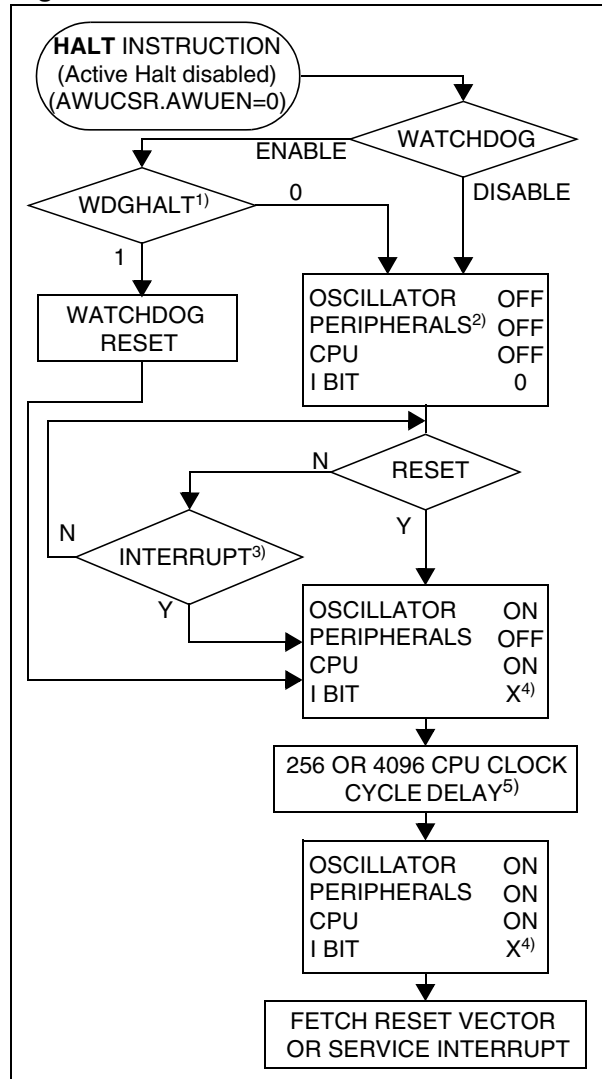 HALT INSTRUCTION
(Active Halt disabled)
(AWUCSR.AWUEN=0)
WATCHDOG
ENABLE
DISABLE
WDGHALT1)
0
1
WATCHDOG
RESET
OSCILLATOR OFF
PERIPHERALS2) OFF
CPU OFF
I BIT 0
RESET
N
Y
INTERRUPT3)
N
Y
OSCILLATOR ON
PERIPHERALS OFF
CPU ON
I BIT X4)
256 OR 4096 CPU CLOCK
CYCLE DELAY5)
OSCILLATOR ON
PERIPHERALS ON
CPU ON
I BIT X4)
FETCH RESET VECTOR
OR SERVICE INTERRUPT